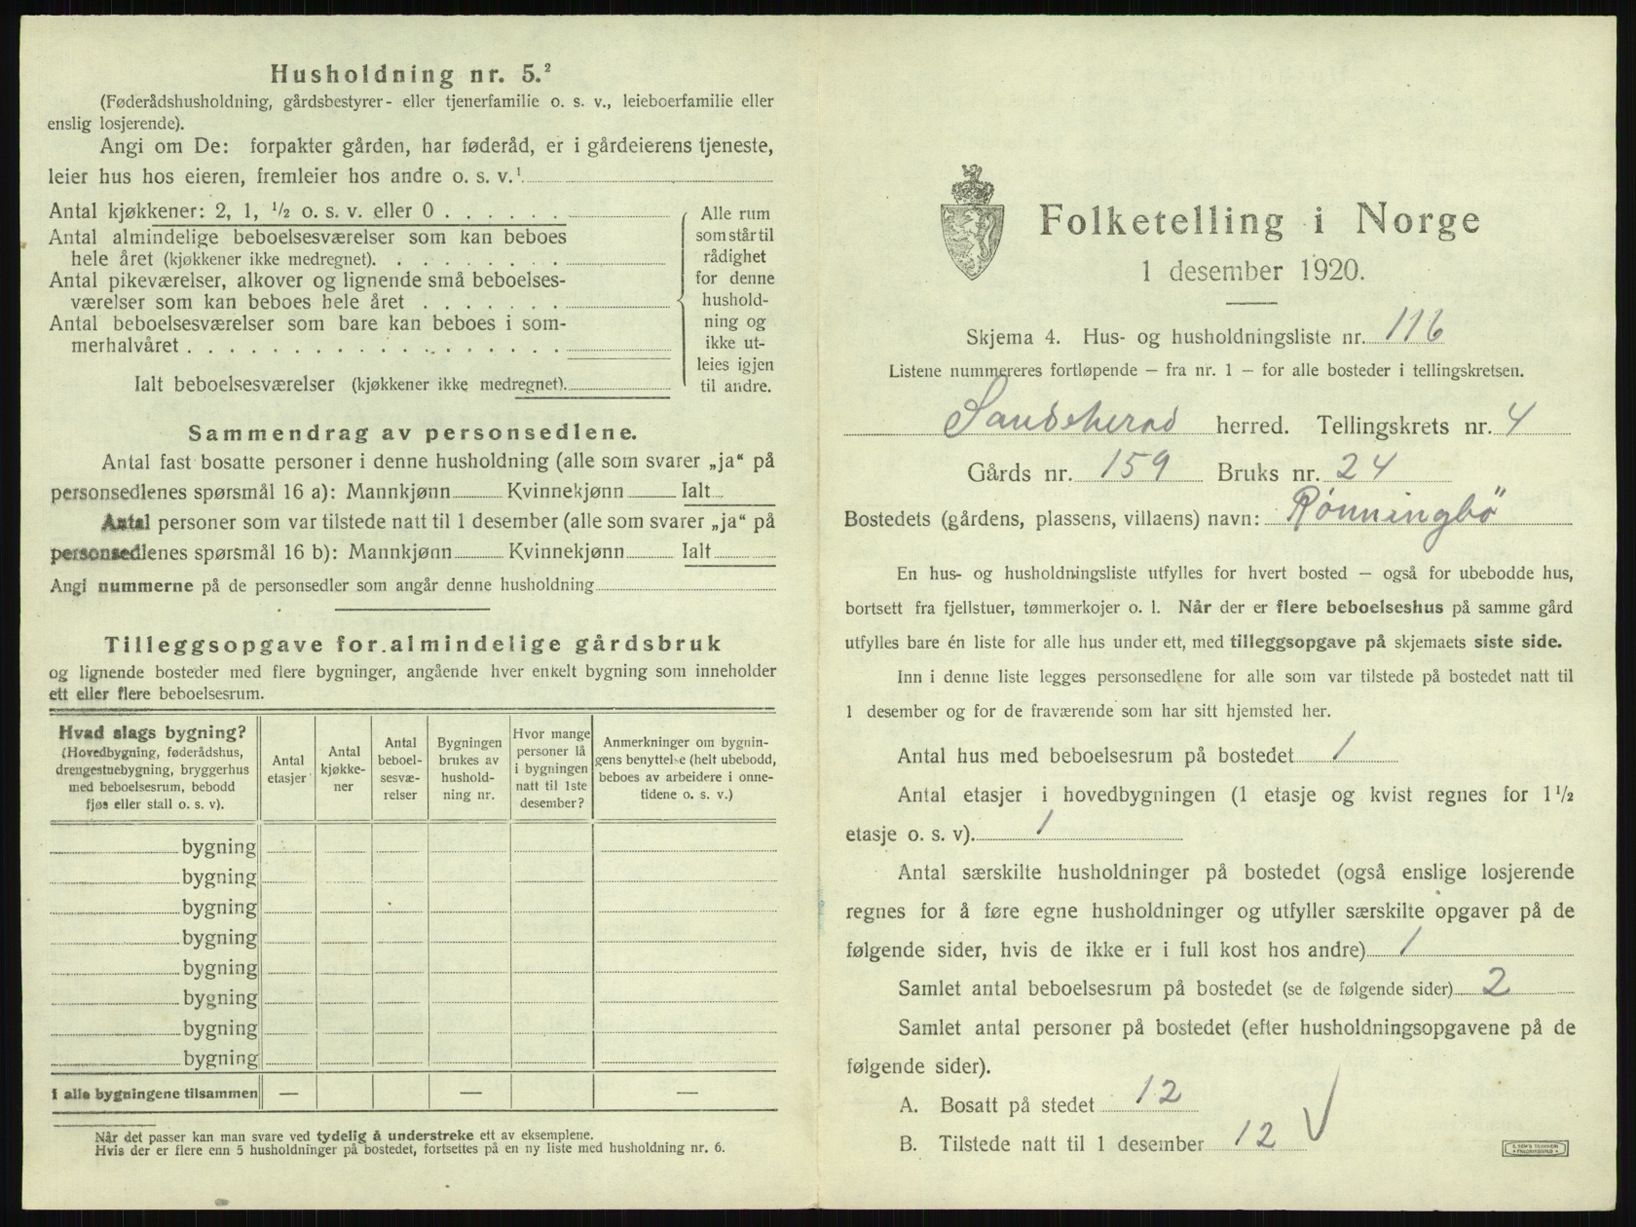 Husholdning nr. 5.²
(Føderådshusholdning, gårdsbestyrer- eller tjenerfamilie o. s. v., leieboerfamilie eller
enslig losjerende).
Angi om De: forpakter gården, har føderåd, er i gårdeierens tjeneste,
leier hus hos eieren, fremleier hos andre o. s. v.¹
Antal kjøkkener: 2, 1, ½ o. s. v. eller 0
Antal almindelige beboelsesværelser som kan beboes
hele året (kjøkkener ikke medregnet).
Antal pikeværelser, alkover og lignende små beboelses-
værelser som kan beboes hele året
Antal beboelsesværelser som bare kan beboes i som-
merhalvåret
Ialt beboelsesværelser (kjøkkener ikke medregnet).
Alle rum
som står til
rådighet
for denne
hushold-
ning og
ikke ut-
leies igjen
til andre.
Sammendrag av personsedlene.
Antal fast bosatte personer i denne husholdning (alle som svarer „ja“ på
personsedlenes spørsmål 16 a): Mannkjønn Kvinnekjønn Ialt
Antal personer som var tilstede natt til 1 desember (alle som svarer „ja“ på
personsedlenes spørsmål 16 b): Mannkjønn Kvinnekjønn Ialt
Angi nummerne på de personsedler som angår denne husholdning
Tilleggsopgave for almindelige gårdsbruk
og lignende bosteder med flere bygninger, angående hver enkelt bygning som inneholder
ett eller flere beboelsesrum.
Hvad slags bygning?
(Hovedbygning, føderådshus,
drengestuebygning, bryggerhus
med beboelsesrum, bebodd
fjøs eller stall o. s. v).
Antal
etasjer
Antal
kjøkke-
ner
Antal
beboel-
sesvæ-
relser
Bygningen
brukes av
hushold-
ning nr.
Hvor mange
personer lå
i bygningen
natt til 1ste
desember?
Anmerkninger om bygnin-
gens benyttelse (helt ubebodd,
beboes av arbeidere i onne-
tidene o. s. v.)
bygning
bygning
bygning
bygning
bygning
bygning
bygning
bygning
I alle bygningene tilsammen — — —
Når det passer kan man svare ved tydelig å understreke ett av eksemplene.
Hvis der er flere enn 5 husholdninger på bostedet, fortsettes på en ny liste med husholdning nr. 6.
Folketelling i Norge
1 desember 1920.
Skjema 4. Hus- og husholdningsliste nr. 116
Listene nummereres fortløpende — fra nr. 1 — for alle bosteder i tellingskretsen.
Sandeherad herred. Tellingskrets nr. 4
Gårds nr. 159 Bruks nr. 24
Bostedets (gårdens, plassens, villaens) navn: Rønningbö
En hus- og husholdningsliste utfylles for hvert bosted — også for ubebodde hus,
bortsett fra fjellstuer, tømmerkojer o. l. Når der er flere beboelseshus på samme gård
utfylles bare én liste for alle hus under ett, med tilleggsopgave på skjemaets siste side.
Inn i denne liste legges personsedlene for alle som var tilstede på bostedet natt til
1 desember og for de fraværende som har sitt hjemsted her.
Antal hus med beboelsesrum på bostedet 1
Antal etasjer i hovedbygningen (1 etasje og kvist regnes for 1½
etasje o. s. v). 1
Antal særskilte husholdninger på bostedet (også enslige losjerende
regnes for å føre egne husholdninger og utfyller særskilte opgaver på de
følgende sider, hvis de ikke er i full kost hos andre) 1
Samlet antal beboelsesrum på bostedet (se de følgende sider) 2
Samlet antal personer på bostedet (efter husholdningsopgavene på de
følgende sider).
A. Bosatt på stedet 12
B. Tilstede natt til 1 desember 12 √